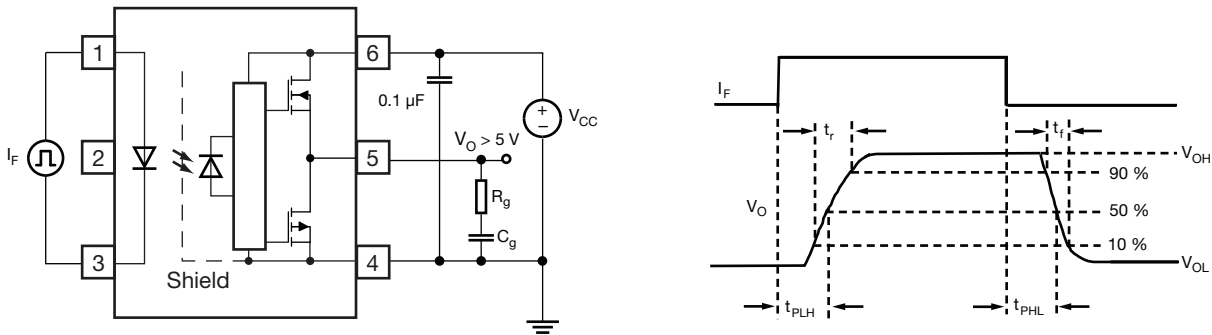 1
6
0.1 µF
V_CC
I_F
2
V_O > 5 V
5
R_g
C_g
3
4
Shield
I_F
t_r
t_f
V_OH
90 %
V_O
50 %
10 %
V_OL
t_PLH
t_PHL